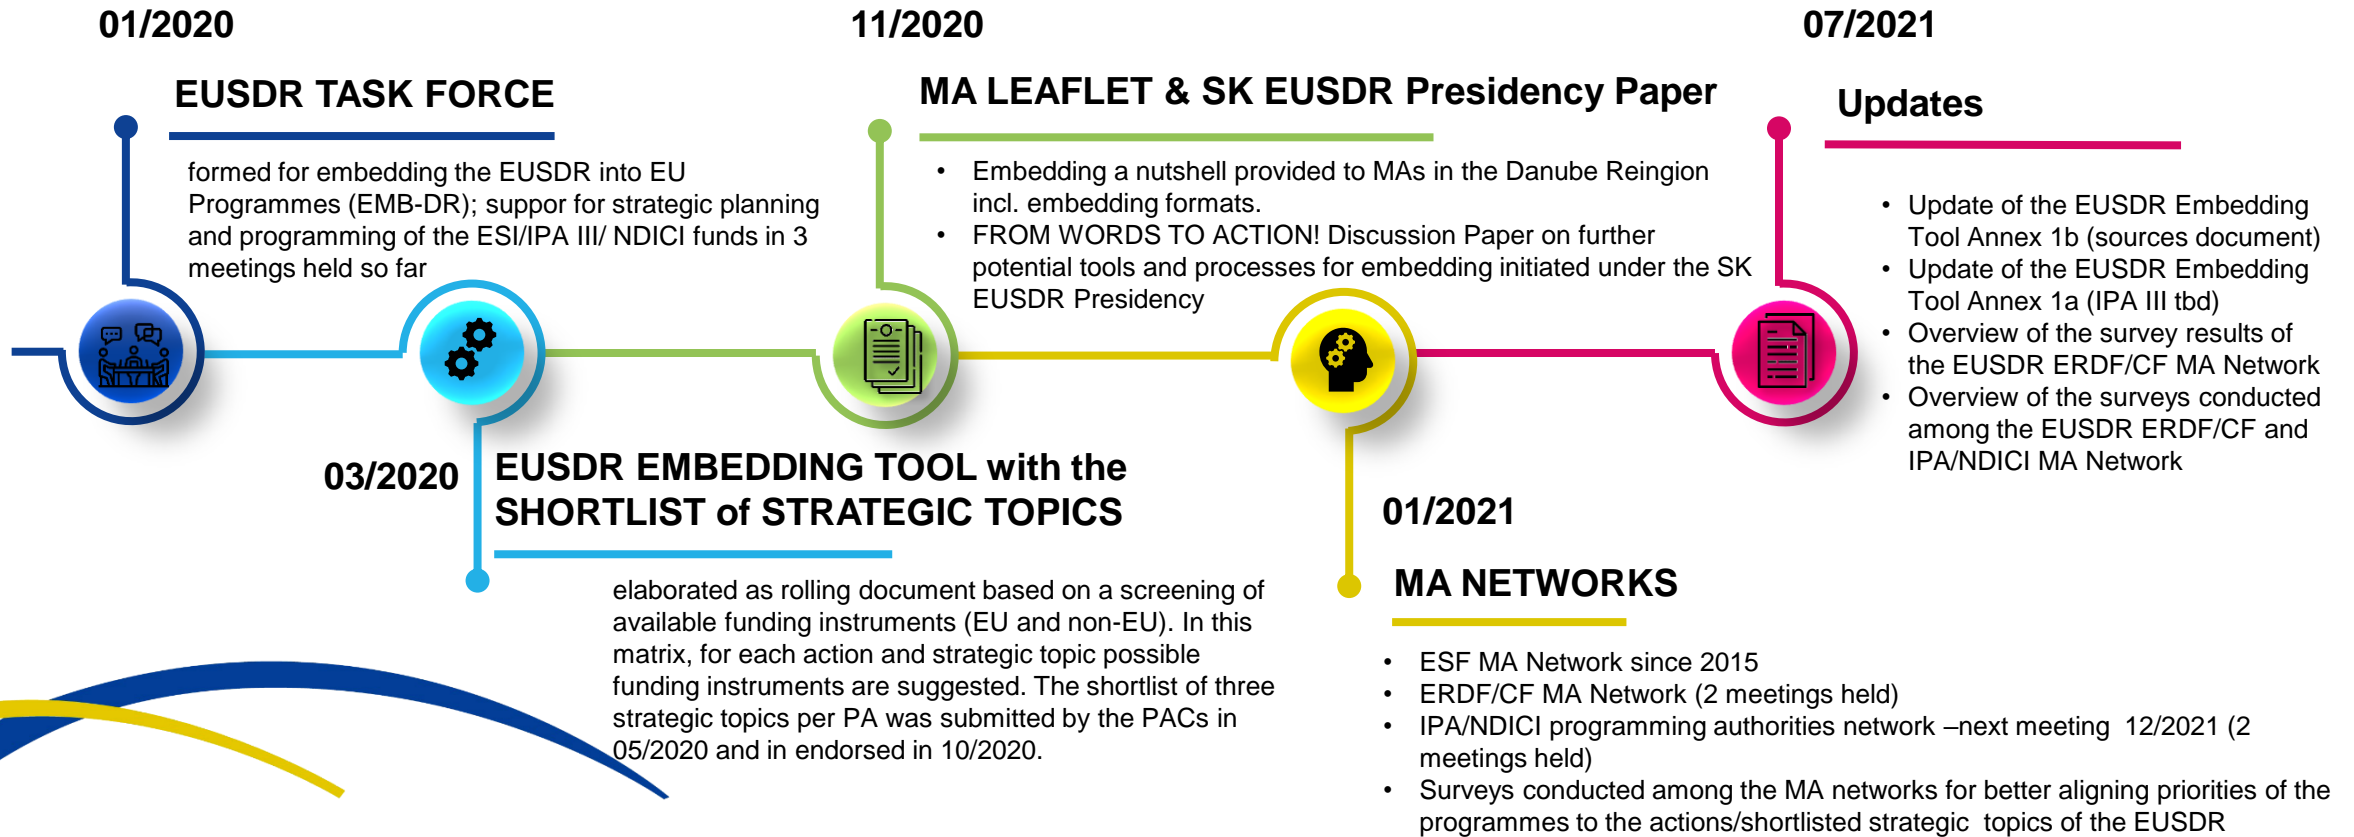 01/2020
EUSDR TASK FORCE
formed for embedding the EUSDR into EU
Programmes (EMB-DR); suppor for strategic planning
and programming of the ESI/IPA III/ NDICI funds in 3
meetings held so far
03/2020
EUSDR EMBEDDING TOOL with the
SHORTLIST of STRATEGIC TOPICS
elaborated as rolling document based on a screening of
available funding instruments (EU and non-EU). In this
matrix, for each action and strategic topic possible
funding instruments are suggested. The shortlist of three
strategic topics per PA was submitted by the PACs in
05/2020 and in endorsed in 10/2020.
11/2020
MA LEAFLET & SK EUSDR Presidency Paper
• Embedding a nutshell provided to MAs in the Danube Reingion
incl. embedding formats.
• FROM WORDS TO ACTION! Discussion Paper on further
potential tools and processes for embedding initiated under the SK
EUSDR Presidency
01/2021
MA NETWORKS
• ESF MA Network since 2015
• ERDF/CF MA Network (2 meetings held)
• IPA/NDICI programming authorities network –next meeting 12/2021 (2
meetings held)
• Surveys conducted among the MA networks for better aligning priorities of the
programmes to the actions/shortlisted strategic topics of the EUSDR
07/2021
Updates
• Update of the EUSDR Embedding
Tool Annex 1b (sources document)
• Update of the EUSDR Embedding
Tool Annex 1a (IPA III tbd)
• Overview of the survey results of
the EUSDR ERDF/CF MA Network
• Overview of the surveys conducted
among the EUSDR ERDF/CF and
IPA/NDICI MA Network